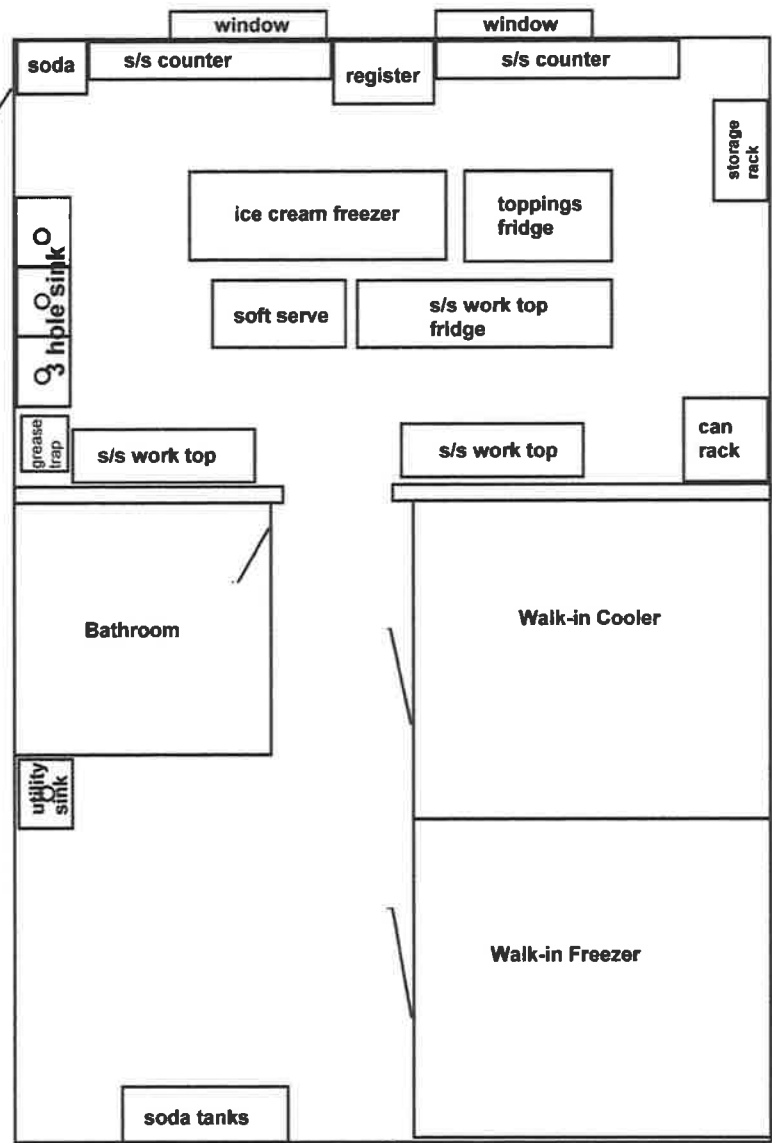 window
window
soda
s/s counter
register
s/s counter
storage
rack
ice cream freezer
toppings
fridge
3 hole sink
soft serve
s/s work top
fridge
grease
trap
s/s work top
s/s work top
can
rack
Bathroom
Walk-in Cooler
utility
sink
Walk-in Freezer
soda tanks